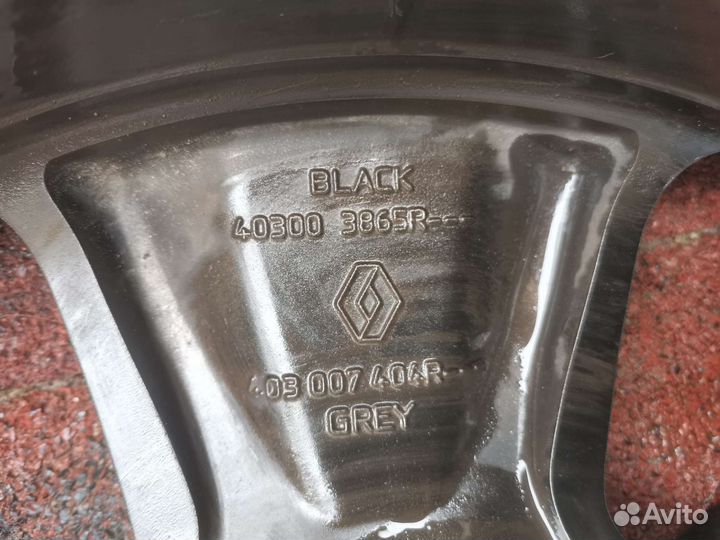 BLACK
40300 3865R---
403 007 404R---
GREY
Avito